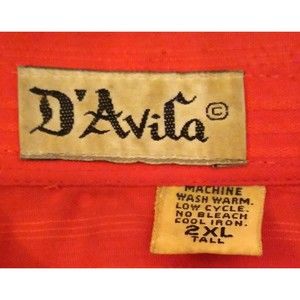 D'Avila ©
MACHINE
WASH WARM.
LOW CYCLE.
NO BLEACH
COOL IRON.
2XL
TALL